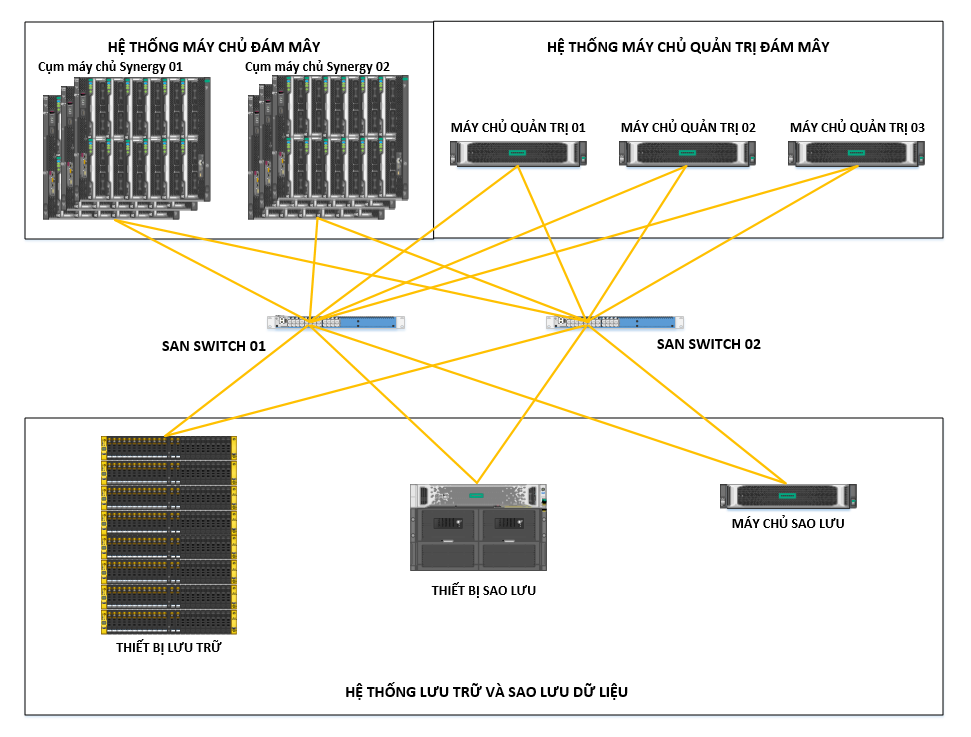 HỆ THỐNG MÁY CHỦ ĐÁM MÂY
HỆ THỐNG MÁY CHỦ QUẢN TRỊ ĐÁM MÂY
Cụm máy chủ Synergy 01
Cụm máy chủ Synergy 02
MÁY CHỦ QUẢN TRỊ 01
MÁY CHỦ QUẢN TRỊ 02
MÁY CHỦ QUẢN TRỊ 03
SAN SWITCH 01
SAN SWITCH 02
MÁY CHỦ SAO LƯU
THIẾT BỊ SAO LƯU
THIẾT BỊ LƯU TRỮ
HỆ THỐNG LƯU TRỮ VÀ SAO LƯU DỮ LIỆU